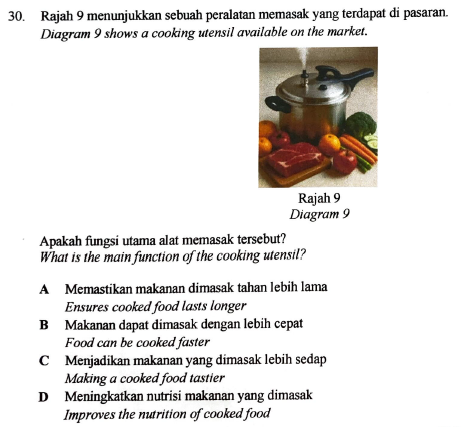 30. Rajah 9 menunjukkan sebuah peralatan memasak yang terdapat di pasaran.
Diagram 9 shows a cooking utensil available on the market.
Rajah 9
Diagram 9
Apakah fungsi utama alat memasak tersebut?
What is the main function of the cooking utensil?
A Memastikan makanan dimasak tahan lebih lama
Ensures cooked food lasts longer
B Makanan dapat dimasak dengan lebih cepat
Food can be cooked faster
C Menjadikan makanan yang dimasak lebih sedap
Making a cooked food tastier
D Meningkatkan nutrisi makanan yang dimasak
Improves the nutrition of cooked food